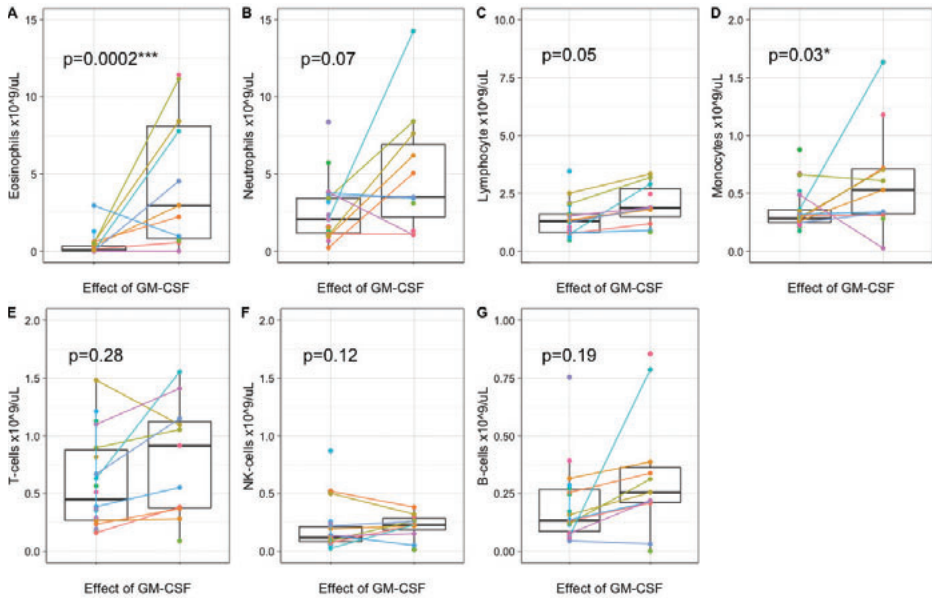 A
Eosinophils x10^9/uL
15
10
5
0
p=0.0002***
Effect of GM-CSF
B
Neutrophils x10^9/uL
15
10
5
0
p=0.07
Effect of GM-CSF
C
Lymphocyte x10^9/uL
10.0
7.5
5.0
2.5
0.0
p=0.05
Effect of GM-CSF
D
Monocytes x10^9/uL
2.0
1.5
1.0
0.5
0.0
p=0.03*
Effect of GM-CSF
E
T-cells x10^9/uL
2.0
1.5
1.0
0.5
0.0
p=0.28
Effect of GM-CSF
F
NK-cells x10^9/uL
2.0
1.5
1.0
0.5
0.0
p=0.12
Effect of GM-CSF
G
B-cells x10^9/uL
1.00
0.75
0.50
0.25
0.00
p=0.19
Effect of GM-CSF